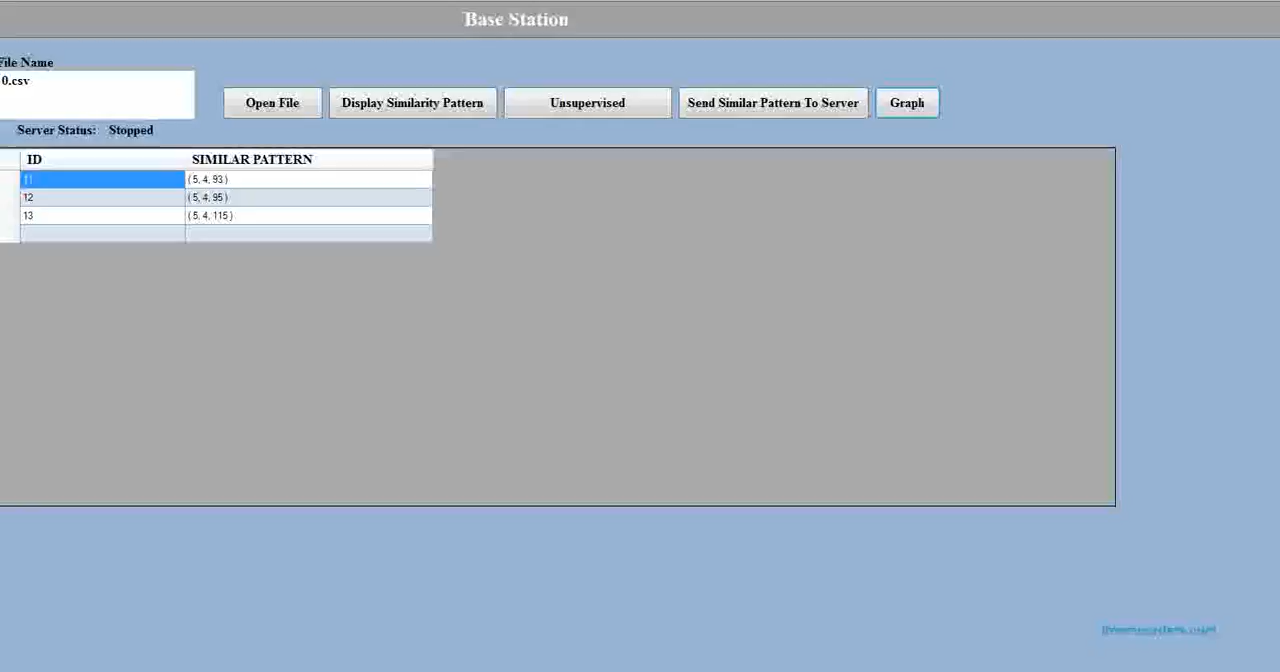 Base Station
File Name
0.csv
Open File
Display Similarity Pattern
Unsupervised
Send Similar Pattern To Server
Graph
Server Status: Stopped
ID SIMILAR PATTERN
11 ( 5, 4, 93 )
12 ( 5, 4, 95 )
13 ( 5, 4, 115 )